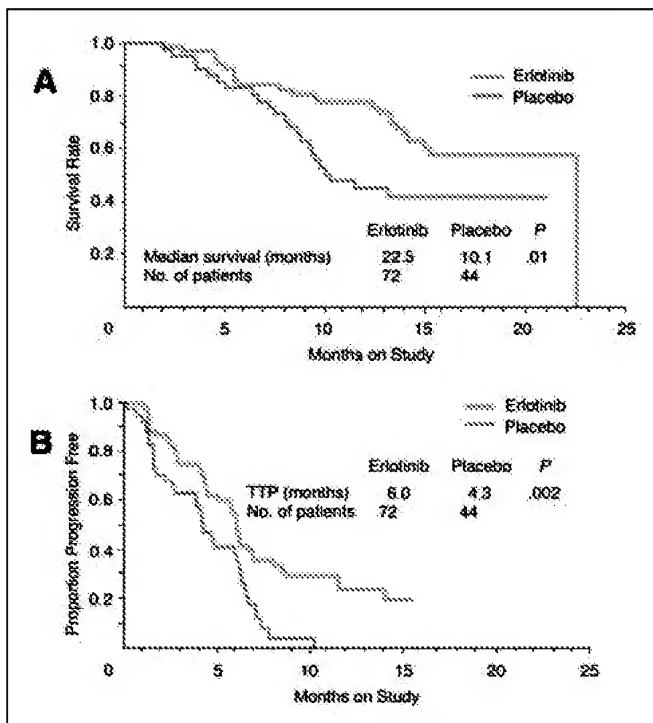 A
1.0
0.8
0.6
0.4
0.2
Survival Rate
Erlotinib
Placebo
Erlotinib Placebo P
Median survival (months) 22.5 10.1 .01
No. of patients 72 44
0 5 10 15 20 25
Months on Study
B
1.0
0.8
0.6
0.4
0.2
Proportion Progression Free
Erlotinib
Placebo
Erlotinib Placebo P
TTP (months) 6.0 4.3 .002
No. of patients 72 44
0 5 10 15 20 25
Months on Study